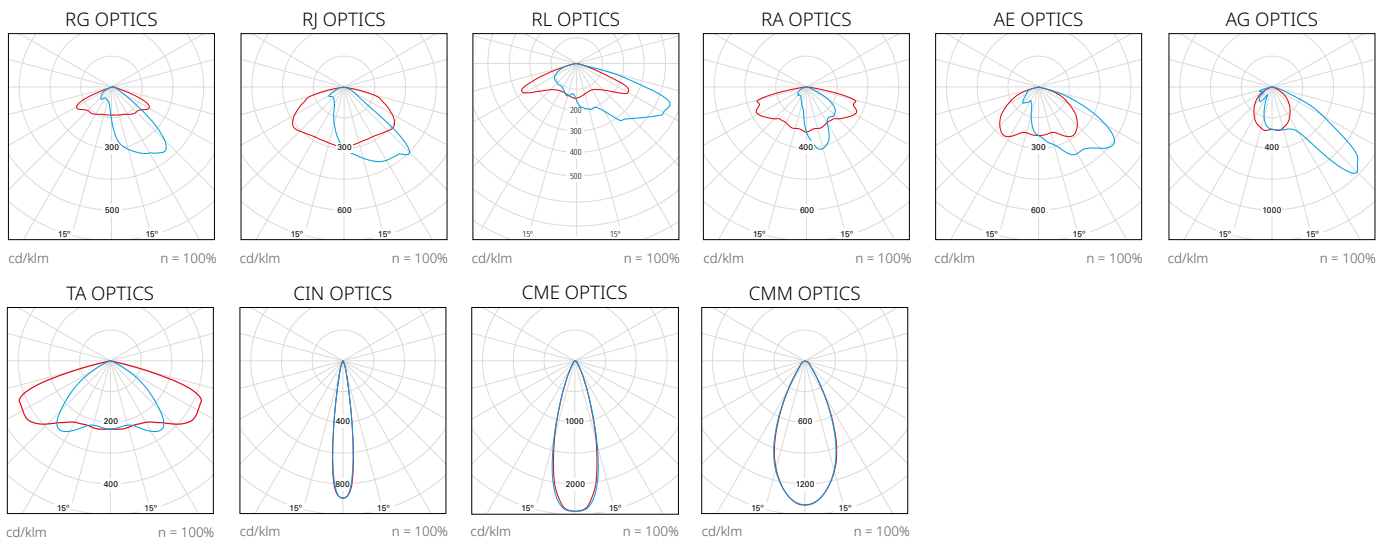 RG OPTICS
300
500
15°
15°
cd/klm
n = 100%
RJ OPTICS
300
600
15°
15°
cd/klm
n = 100%
RL OPTICS
200
300
400
500
15°
15°
cd/klm
n = 100%
RA OPTICS
400
600
15°
15°
cd/klm
n = 100%
AE OPTICS
300
600
15°
15°
cd/klm
n = 100%
AG OPTICS
400
1000
15°
15°
cd/klm
n = 100%
TA OPTICS
200
400
15°
15°
cd/klm
n = 100%
CIN OPTICS
400
800
15°
15°
cd/klm
n = 100%
CME OPTICS
1000
2000
15°
15°
cd/klm
n = 100%
CMM OPTICS
600
1200
15°
15°
cd/klm
n = 100%